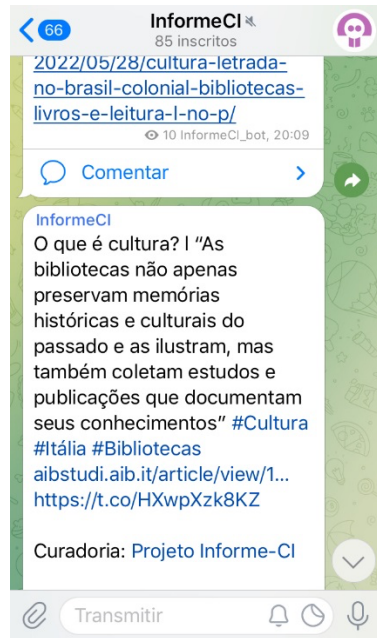 66
InformeCI
85 inscritos
2022/05/28/cultura-letrada-
no-brasil-colonial-bibliotecas-
livros-e-leitura-l-no-p/
10 InformeCI_bot, 20:09
Comentar
InformeCI
O que é cultura? l “As
bibliotecas não apenas
preservam memórias
históricas e culturais do
passado e as ilustram, mas
também coletam estudos e
publicações que documentam
seus conhecimentos” #Cultura
#Itália #Bibliotecas
aibstudi.aib.it/article/view/1...
https://t.co/HXwpXzk8KZ
Curadoria: Projeto Informe-CI
Transmitir